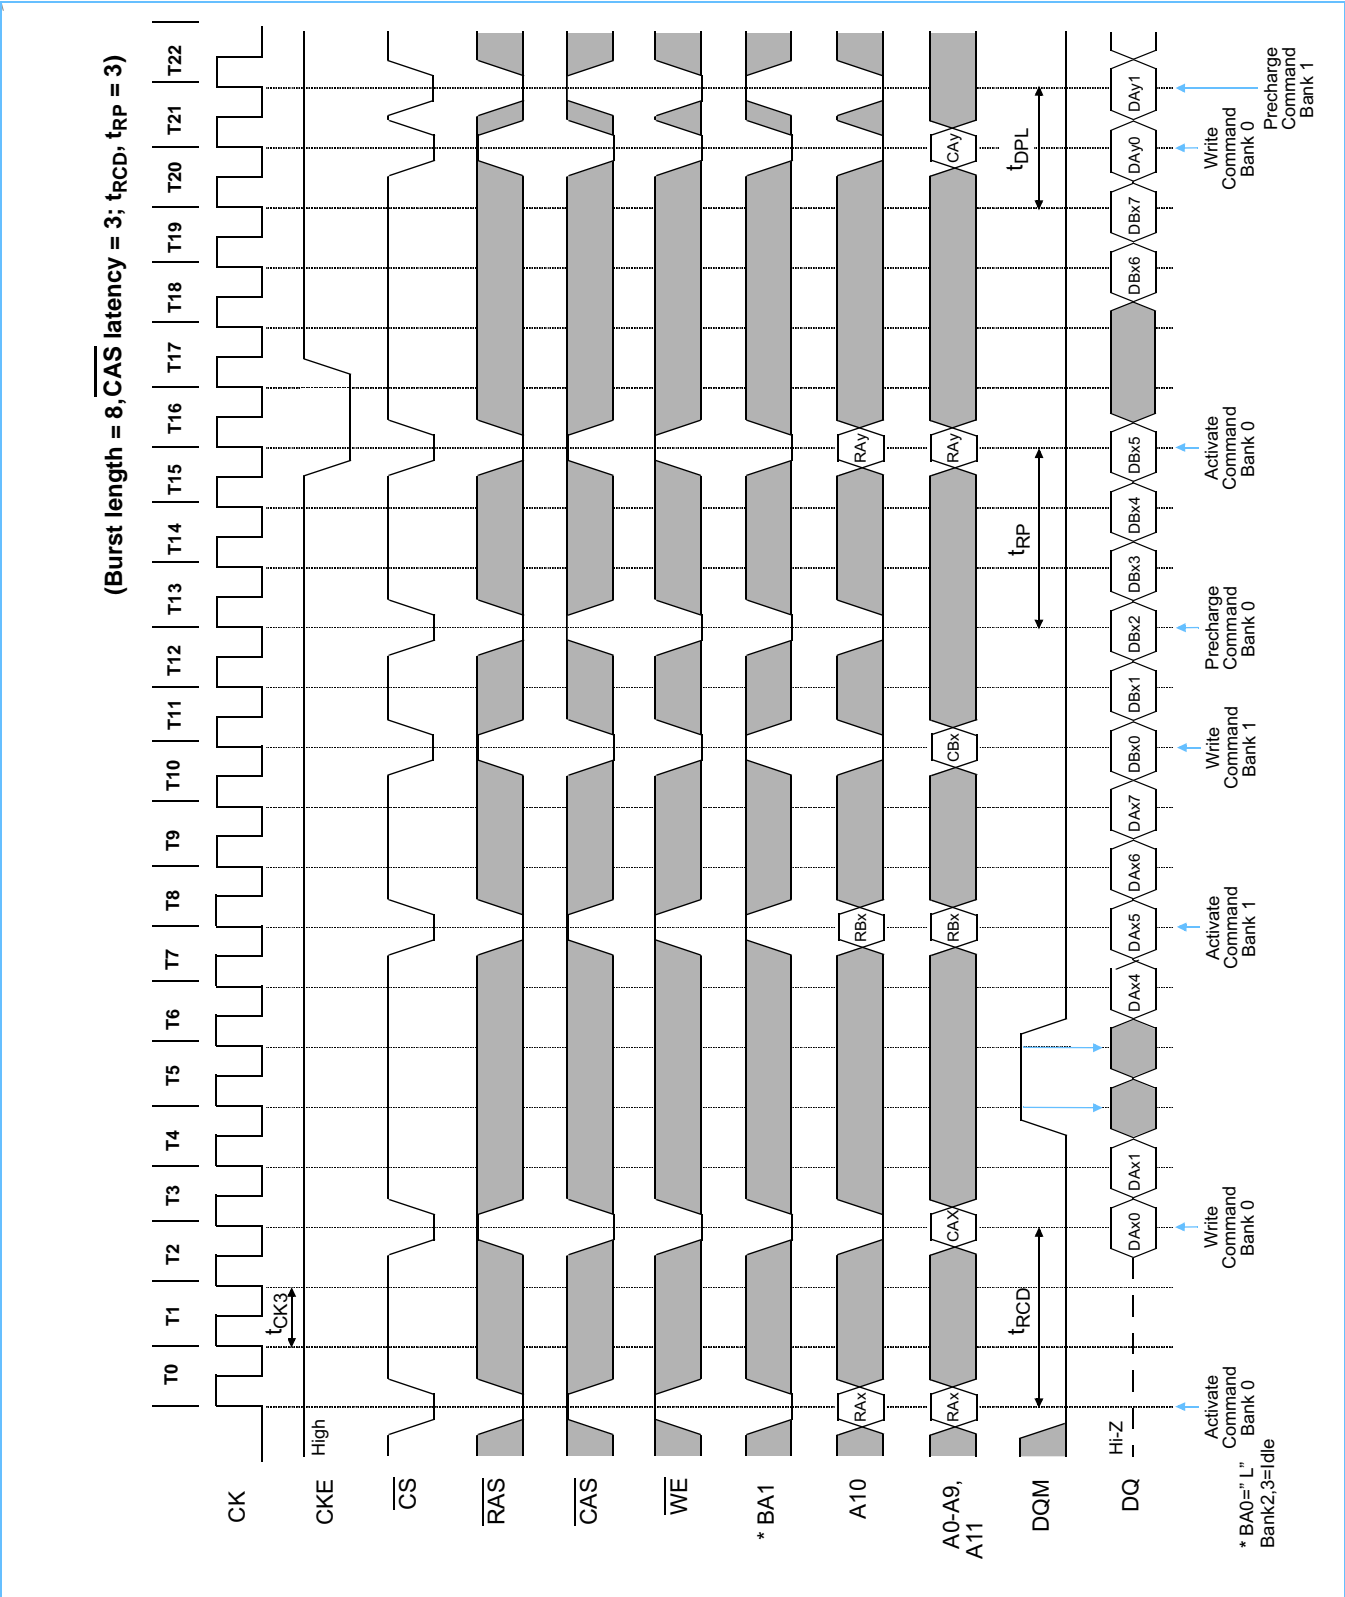 (Burst length = 8,CAS latency = 3; tRCD, tRP = 3)
T0 T1 T2 T3 T4 T5 T6 T7 T8 T9 T10 T11 T12 T13 T14 T15 T16 T17 T18 T19 T20 T21 T22
CK
tCK3
CKE
High
CS
RAS
CAS
WE
* BA1
A10
RAx RBx RAy
A0-A9,
A11
RAx CAX RBx CBx RAy CAy
DQM
tRCD tRP tDPL
DQ
Hi-Z
DAx0 DAx1 DAx4 DAx5 DAx6 DAx7 DBx0 DBx1 DBx2 DBx3 DBx4 DBx5 DBx6 DBx7 DAy0 DAy1
Activate
Command
Bank 0
Write
Command
Bank 0
Activate
Command
Bank 1
Write
Command
Bank 1
Precharge
Command
Bank 0
Activate
Command
Bank 0
Write
Command
Bank 0
Precharge
Command
Bank 1
* BA0=” L”
Bank2,3=Idle